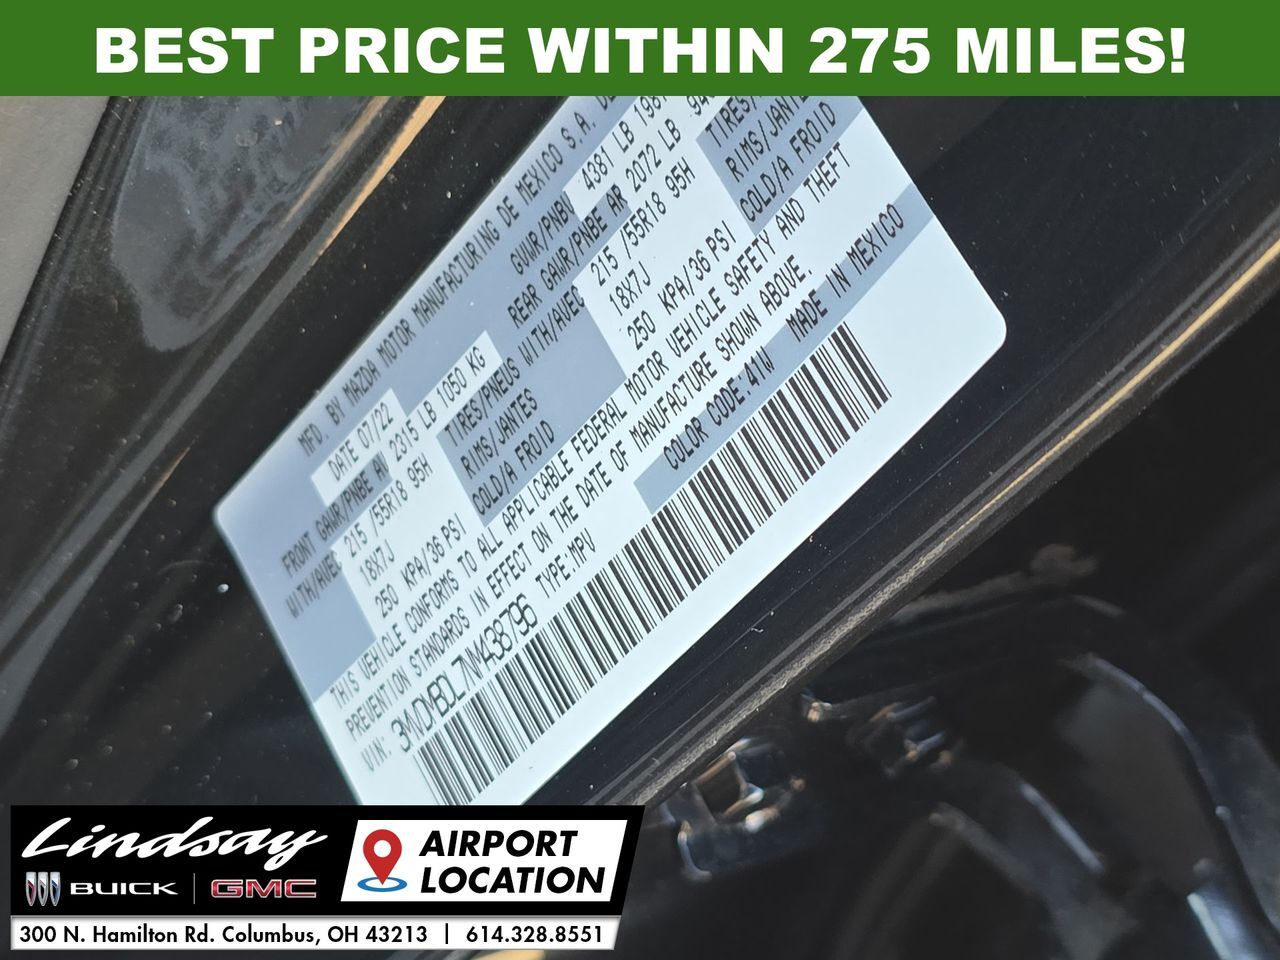 BEST PRICE WITHIN 275 MILES!
MFD. BY MAZDA MOTOR MANUFACTURING DE MEXICO S.A. DE
DATE 07/22
GVWR/PNBV 4381 LB 1987
FRONT GAWR/PNBE AV 2315 LB 1050 KG
REAR GAWR/PNBE AR 2072 LB
WITH/AVEC 215 /55R18 95H
TIRES/PNEUS WITH/AVEC 215 /55R18 95H
TIRES/
18X7J
RIMS/JANTES
18X7J
RIMS/JANTES
250 KPA/36 PSI
COLD/A FROID
250 KPA/36 PSI
COLD/A FROID
THIS VEHICLE CONFORMS TO ALL APPLICABLE FEDERAL MOTOR VEHICLE SAFETY AND THEFT
PREVENTION STANDARDS IN EFFECT ON THE DATE OF MANUFACTURE SHOWN ABOVE.
VIN: 3MVDMBDL7NM438796 TYPE:MPV COLOR CODE:41W MADE IN MEXICO
Lindsay
BUICK | GMC
AIRPORT
LOCATION
300 N. Hamilton Rd. Columbus, OH 43213 | 614.328.8551